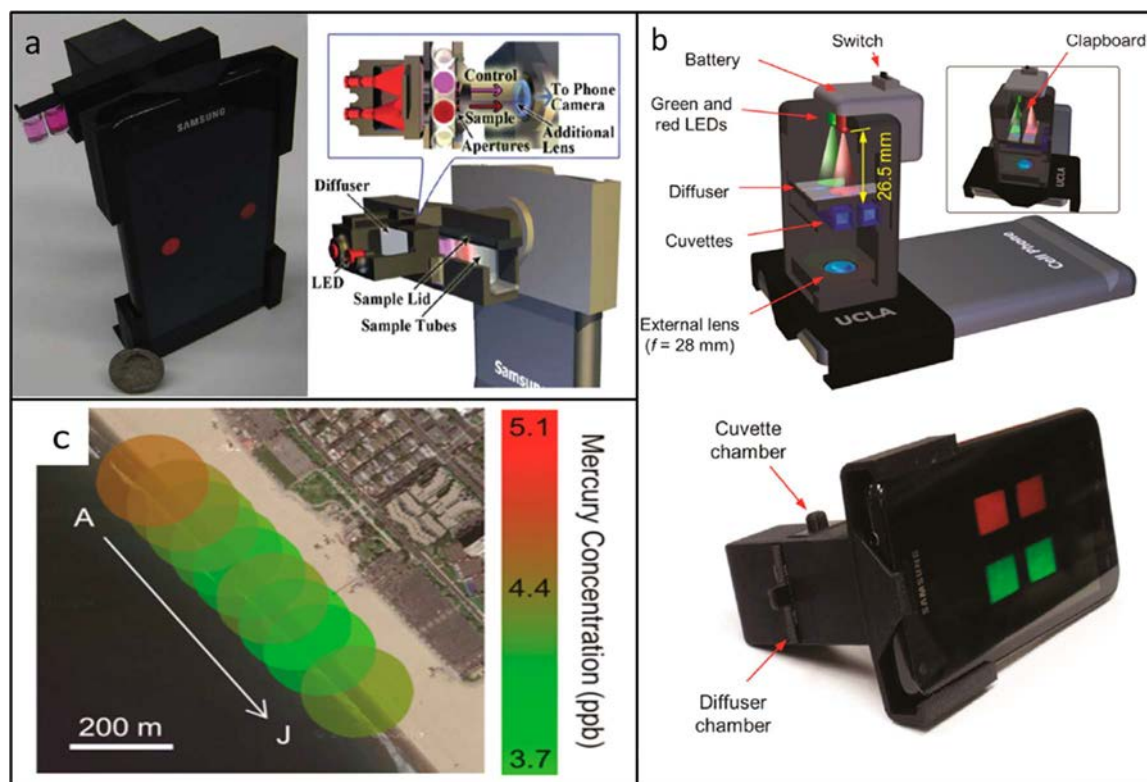 a
SAMSUNG
Control
Sample
Apertures
To Phone
Camera
Additional
Lens
Diffuser
LED
Sample Lid
Sample Tubes
Samsung
b
Switch
Battery
Clapboard
Green and
red LEDs
26.5 mm
Diffuser
Cuvettes
External lens
(f = 28 mm)
UCLA
Cell Phone
UCLA
Cuvette
chamber
SAMSUNG
Diffuser
chamber
c
A
J
200 m
5.1
4.4
3.7
Mercury Concentration (ppb)